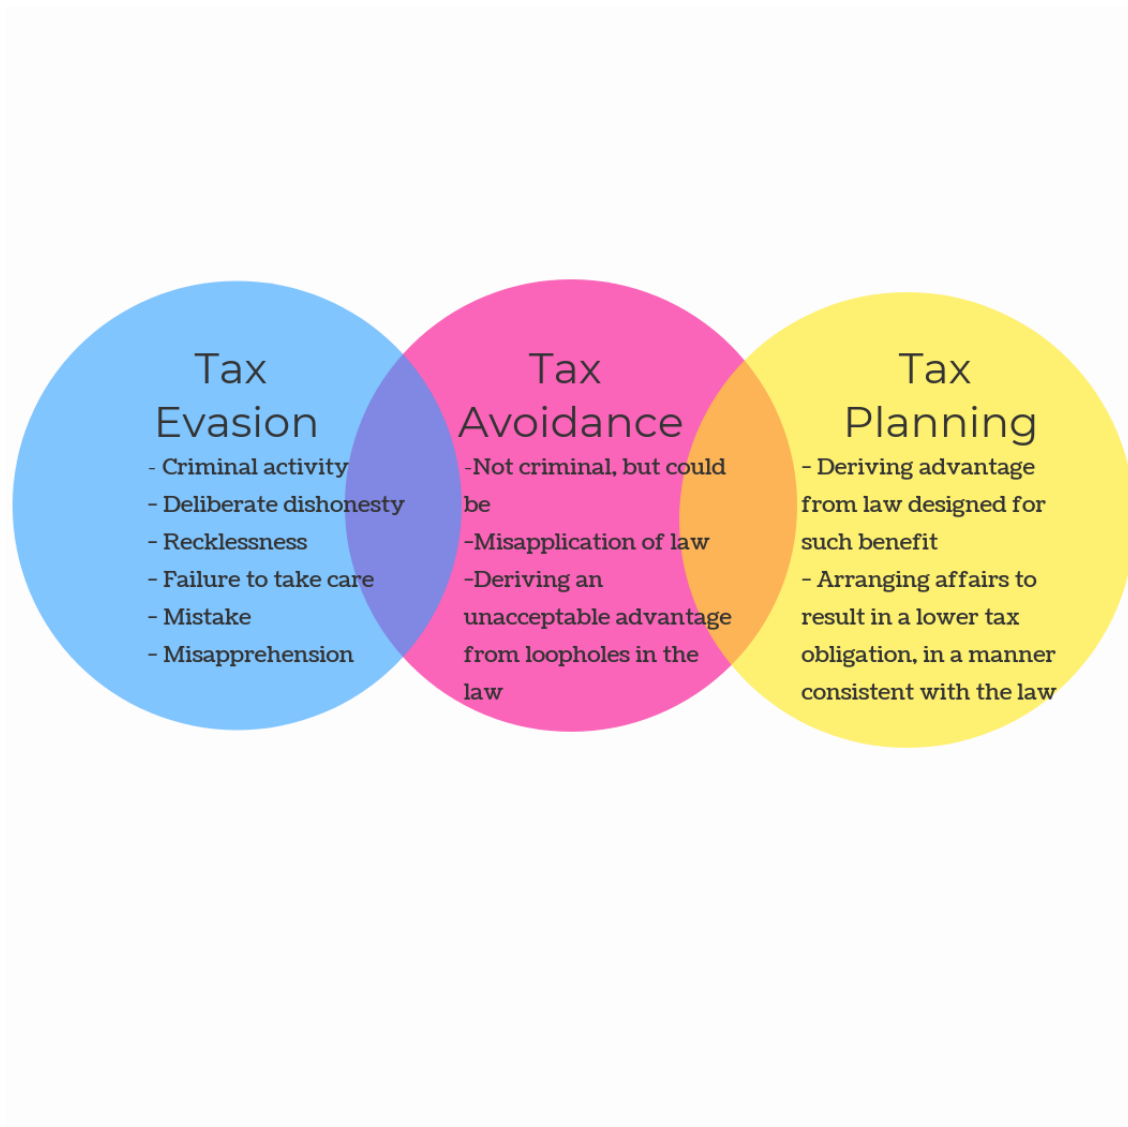 Tax
Evasion
- Criminal activity
- Deliberate dishonesty
- Recklessness
- Failure to take care
- Mistake
- Misapprehension
Tax
Avoidance
-Not criminal, but could
be
-Misapplication of law
-Deriving an
unacceptable advantage
from loopholes in the
law
Tax
Planning
- Deriving advantage
from law designed for
such benefit
- Arranging affairs to
result in a lower tax
obligation, in a manner
consistent with the law